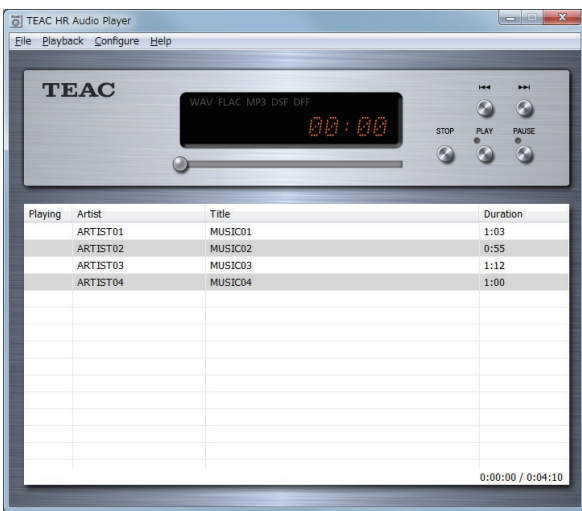 TEAC HR Audio Player
File Playback Configure Help
TEAC
WAV FLAC MP3 DSF DFF
00:00
STOP PLAY PAUSE
Playing Artist Title Duration
ARTIST01 MUSIC01 1:03
ARTIST02 MUSIC02 0:55
ARTIST03 MUSIC03 1:12
ARTIST04 MUSIC04 1:00
0:00:00 / 0:04:10